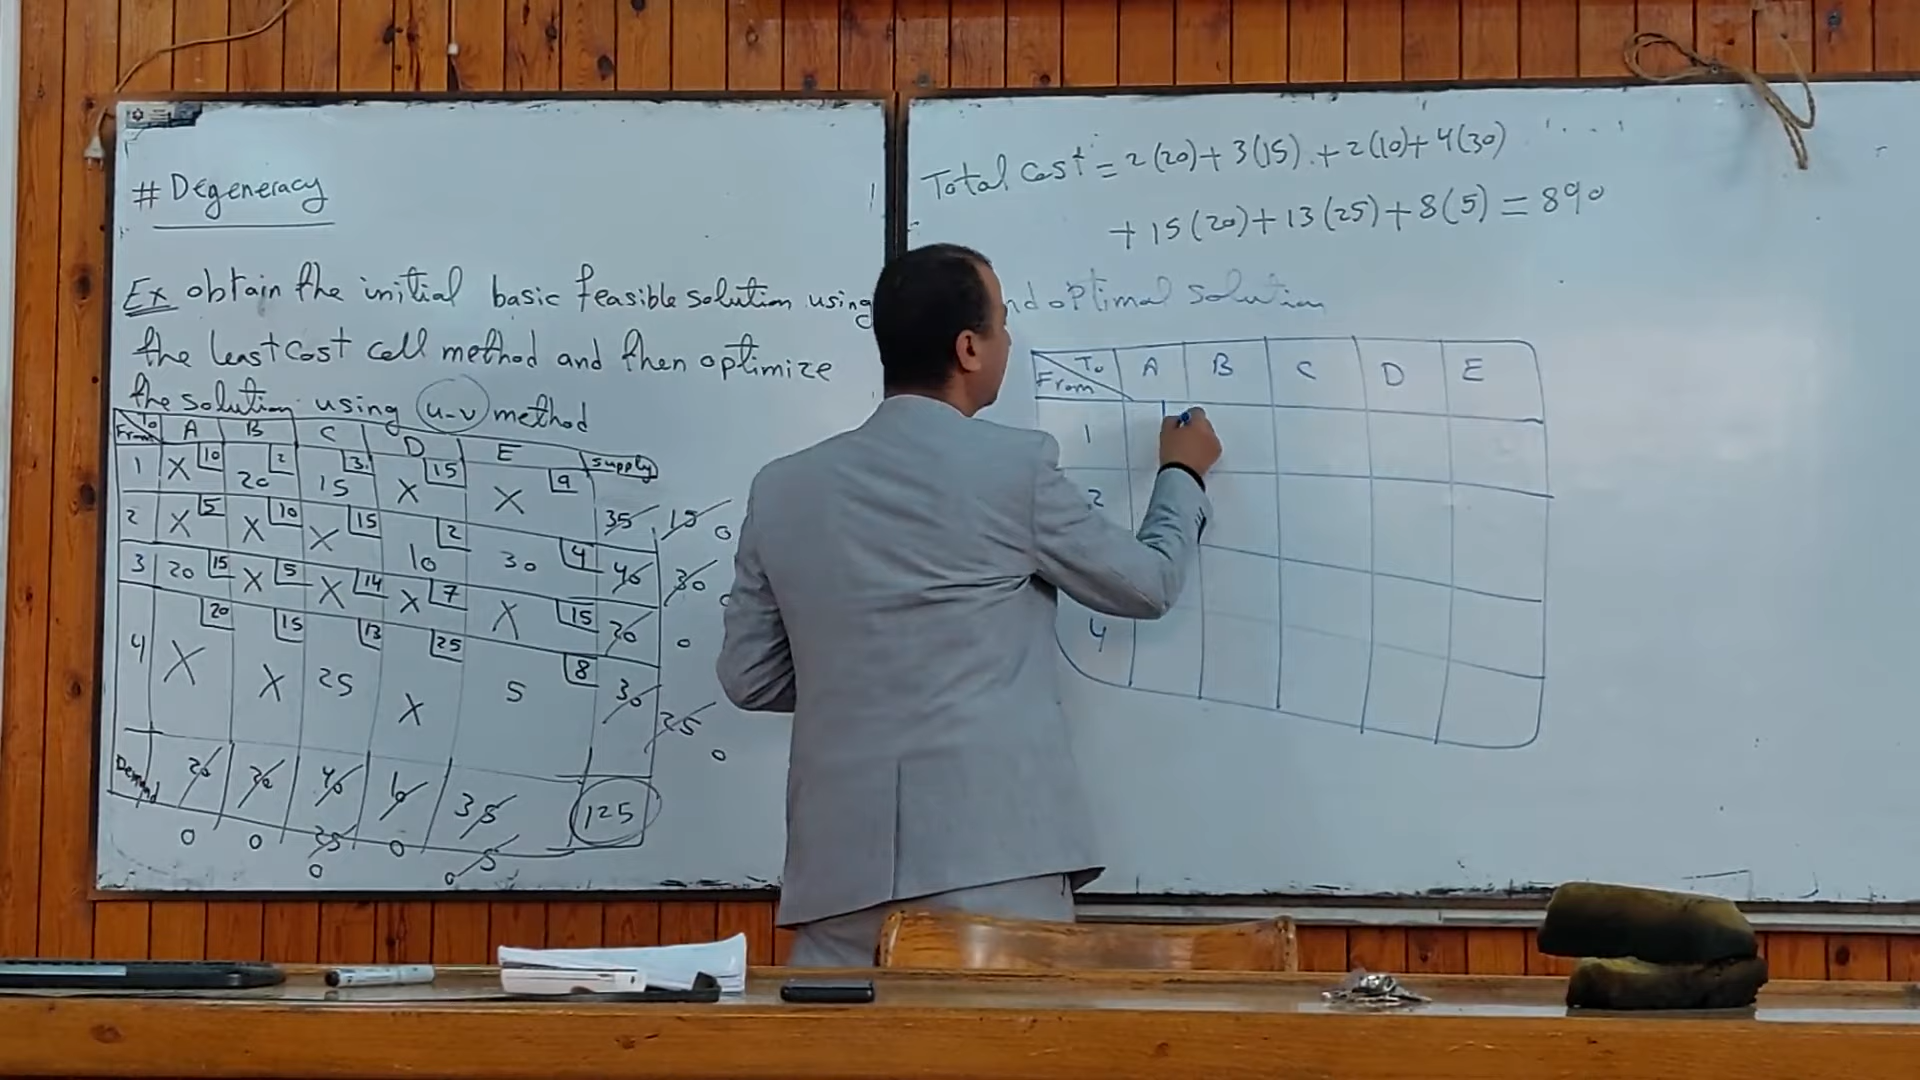 # Degeneracy
Ex obtain the initial basic feasible solution using
the least cost cell method and then optimize
the solution using u-v method
To From A B C D E supply
1 X 10 20 2 15 3 X 15 X 9 35 15 0
2 X 5 X 10 X 15 10 2 30 4 40 30
3 20 15 X 5 X 14 X 7 X 15 20 0
4 X 20 X 15 25 13 X 25 5 8 30 25 0
Demand 20 20 40 10 35 125
0 0 25 0 5
0 0
Total Cost = 2(20)+3(15)+2(10)+4(30)
+15(20)+13(25)+8(5)=890
optimal solution
To From A B C D E
1
2
4